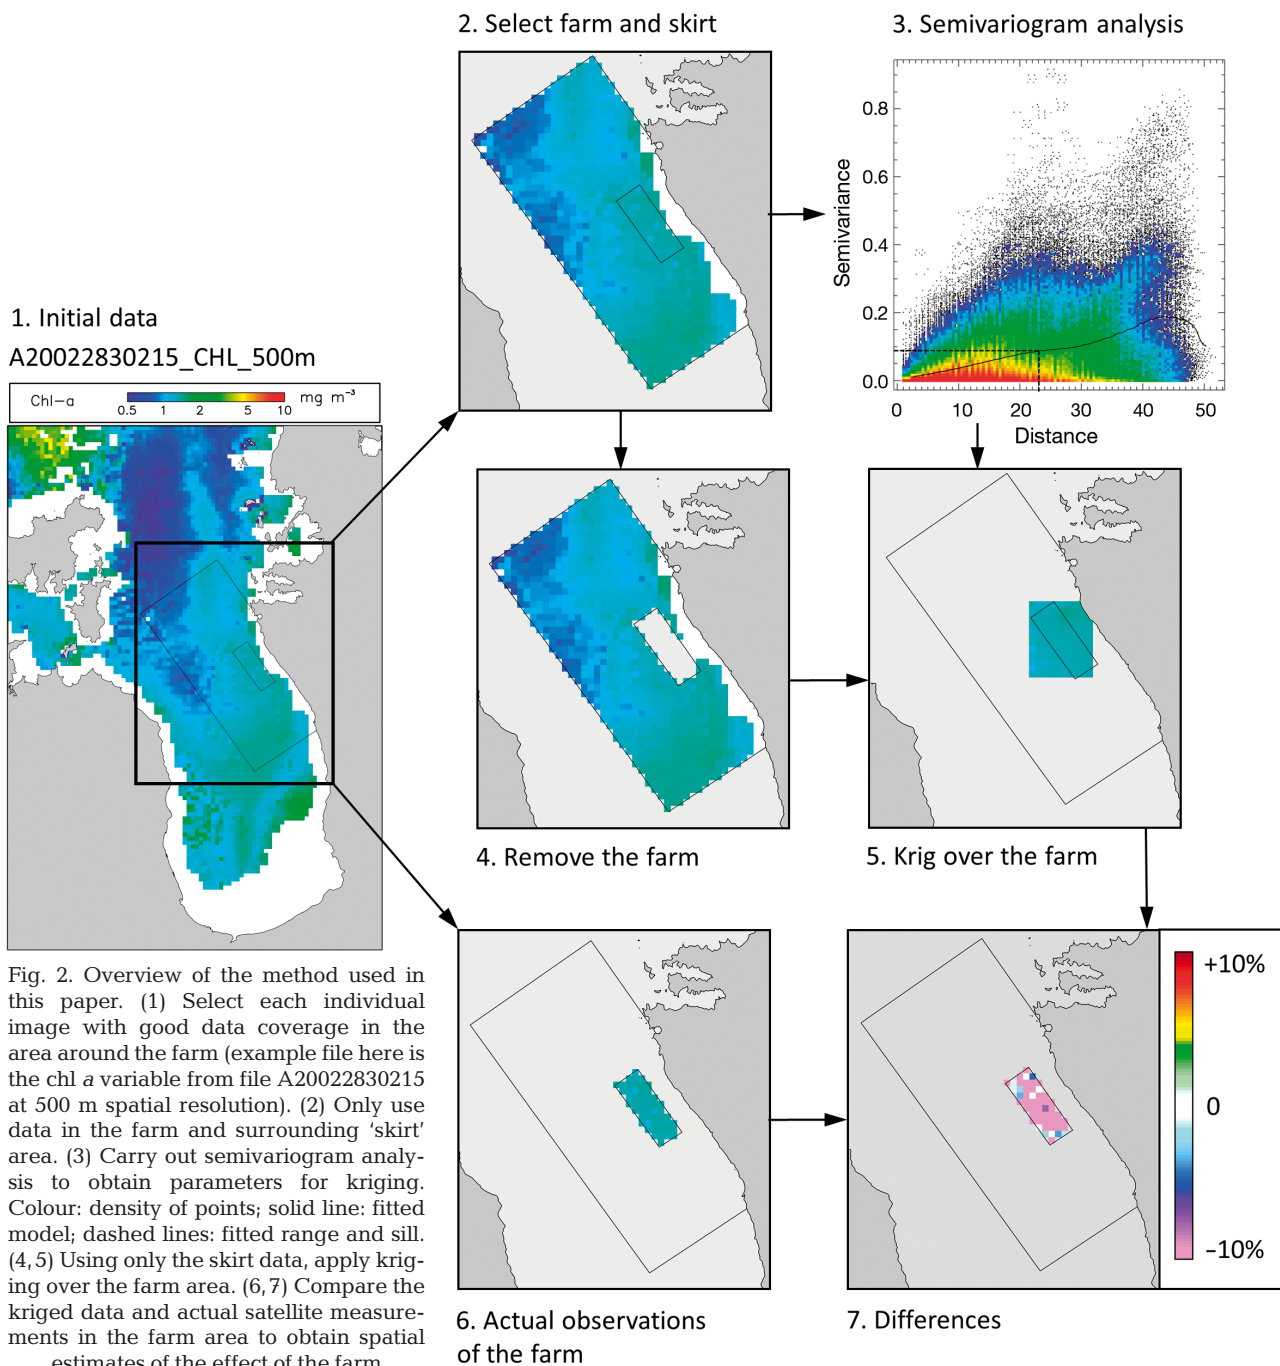 2. Select farm and skirt
3. Semivariogram analysis
0.8
0.6
0.4
0.2
0.0
Semivariance
0 10 20 30 40 50
Distance
1. Initial data
A20022830215_CHL_500m
Chl-a
mg m⁻³
0.5 1 2 5 10
4. Remove the farm
5. Krig over the farm
+10%
0
-10%
6. Actual observations
of the farm
7. Differences
Fig. 2. Overview of the method used in
this paper. (1) Select each individual
image with good data coverage in the
area around the farm (example file here is
the chl a variable from file A20022830215
at 500 m spatial resolution). (2) Only use
data in the farm and surrounding ‘skirt’
area. (3) Carry out semivariogram analy-
sis to obtain parameters for kriging.
Colour: density of points; solid line: fitted
model; dashed lines: fitted range and sill.
(4,5) Using only the skirt data, apply krig-
ing over the farm area. (6,7) Compare the
kriged data and actual satellite measure-
ments in the farm area to obtain spatial
estimates of the effect of the farm